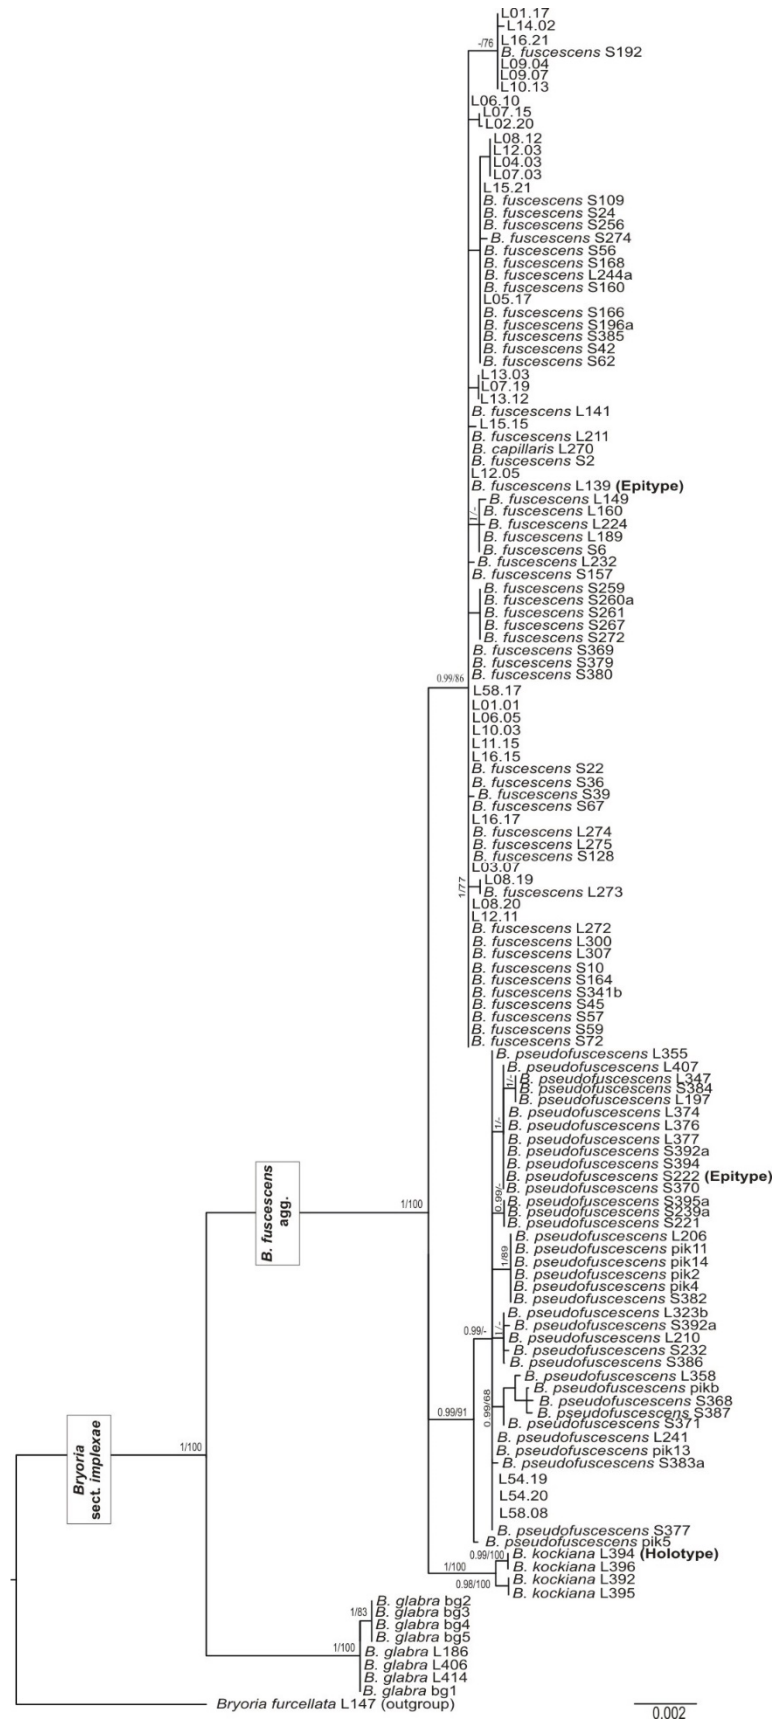 L01.17
L14.02
L16.21
-/76
B. fuscescens S192
L09.04
L09.07
L10.13
L06.10
L07.15
L02.20
L08.12
L12.03
L04.03
L07.03
L15.21
B. fuscescens S109
B. fuscescens S24
B. fuscescens S256
B. fuscescens S274
B. fuscescens S56
B. fuscescens S168
B. fuscescens L244a
B. fuscescens S160
L05.17
B. fuscescens S166
B. fuscescens S196a
B. fuscescens S385
B. fuscescens S42
B. fuscescens S62
L13.03
L07.19
L13.12
B. fuscescens L141
L15.15
B. fuscescens L211
B. capillaris L270
B. fuscescens S2
L12.05
B. fuscescens L139 (Epitype)
B. fuscescens L149
1/-
B. fuscescens L160
B. fuscescens L224
B. fuscescens L189
B. fuscescens S6
B. fuscescens L232
B. fuscescens S157
B. fuscescens S259
B. fuscescens S260a
B. fuscescens S261
B. fuscescens S267
B. fuscescens S272
B. fuscescens S369
B. fuscescens S379
B. fuscescens S380
0.99/86
L58.17
L01.01
L06.05
L10.03
L11.15
L16.15
B. fuscescens S22
B. fuscescens S36
B. fuscescens S39
B. fuscescens S67
L16.17
B. fuscescens L274
B. fuscescens L275
B. fuscescens S128
L03.07
L08.19
1/77
B. fuscescens L273
L08.20
L12.11
B. fuscescens L272
B. fuscescens L300
B. fuscescens L307
B. fuscescens S10
B. fuscescens S164
B. fuscescens S341b
B. fuscescens S45
B. fuscescens S57
B. fuscescens S59
B. fuscescens S72
B. pseudofuscescens L355
B. pseudofuscescens L407
1/-
B. pseudofuscescens L347
B. pseudofuscescens S384
B. pseudofuscescens L197
B. pseudofuscescens L374
1/-
B. pseudofuscescens L376
B. pseudofuscescens L377
B. pseudofuscescens S392a
B. pseudofuscescens S394
B. pseudofuscescens S222 (Epitype)
B. pseudofuscescens S370
0.99/-
B. pseudofuscescens S395a
B. pseudofuscescens S239a
B. pseudofuscescens S221
B. fuscescens
agg.
1/100
B. pseudofuscescens L206
B. pseudofuscescens pik11
1/89
B. pseudofuscescens pik14
B. pseudofuscescens pik2
B. pseudofuscescens pik4
B. pseudofuscescens S382
B. pseudofuscescens L323b
1/-
B. pseudofuscescens S392a
0.99/-
B. pseudofuscescens L210
B. pseudofuscescens S232
B. pseudofuscescens S386
B. pseudofuscescens L358
B. pseudofuscescens pikb
0.99/68
B. pseudofuscescens S368
0.99/91
B. pseudofuscescens S387
B. pseudofuscescens S371
B. pseudofuscescens L241
B. pseudofuscescens pik13
Bryoria
sect. implexae
1/100
B. pseudofuscescens S383a
L54.19
L54.20
L58.08
B. pseudofuscescens S377
B. pseudofuscescens pik5
0.99/100
B. kockiana L394 (Holotype)
1/100
B. kockiana L396
0.98/100
B. kockiana L392
B. kockiana L395
B. glabra bg2
1/83
B. glabra bg3
B. glabra bg4
B. glabra bg5
1/100
B. glabra L186
B. glabra L406
B. glabra L414
B. glabra bg1
Bryoria furcellata L147 (outgroup)
0.002